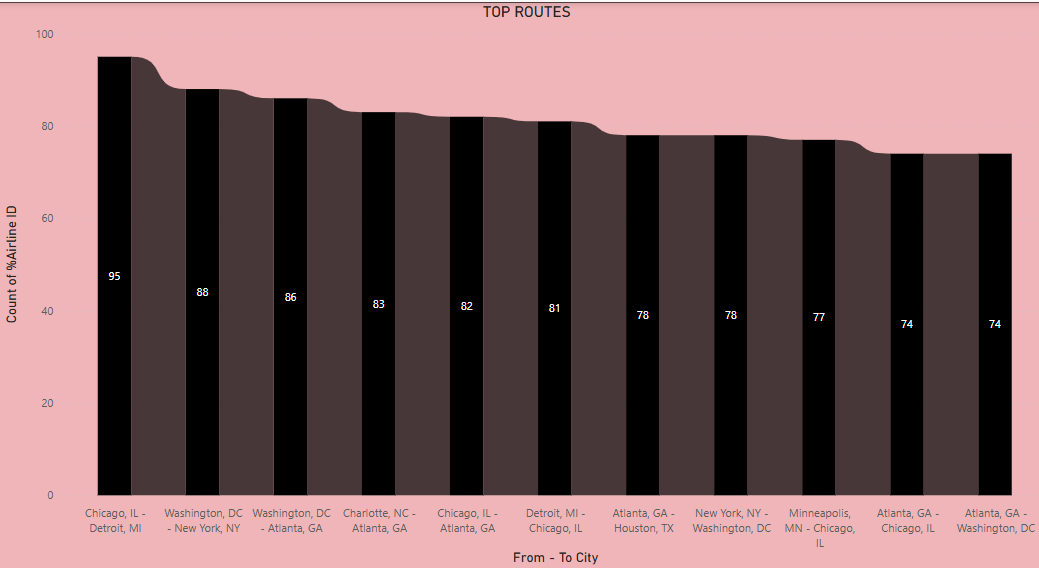 TOP ROUTES
100
80
60
40
20
0
Count of %Airline ID
95
88
86
83
82
81
78
78
77
74
74
Chicago, IL -
Detroit, MI
Washington, DC
- New York, NY
Washington, DC
- Atlanta, GA
Charlotte, NC -
Atlanta, GA
Chicago, IL -
Atlanta, GA
Detroit, MI -
Chicago, IL
Atlanta, GA -
Houston, TX
New York, NY -
Washington, DC
Minneapolis,
MN - Chicago,
IL
Atlanta, GA -
Chicago, IL
Atlanta, GA -
Washington, DC
From - To City